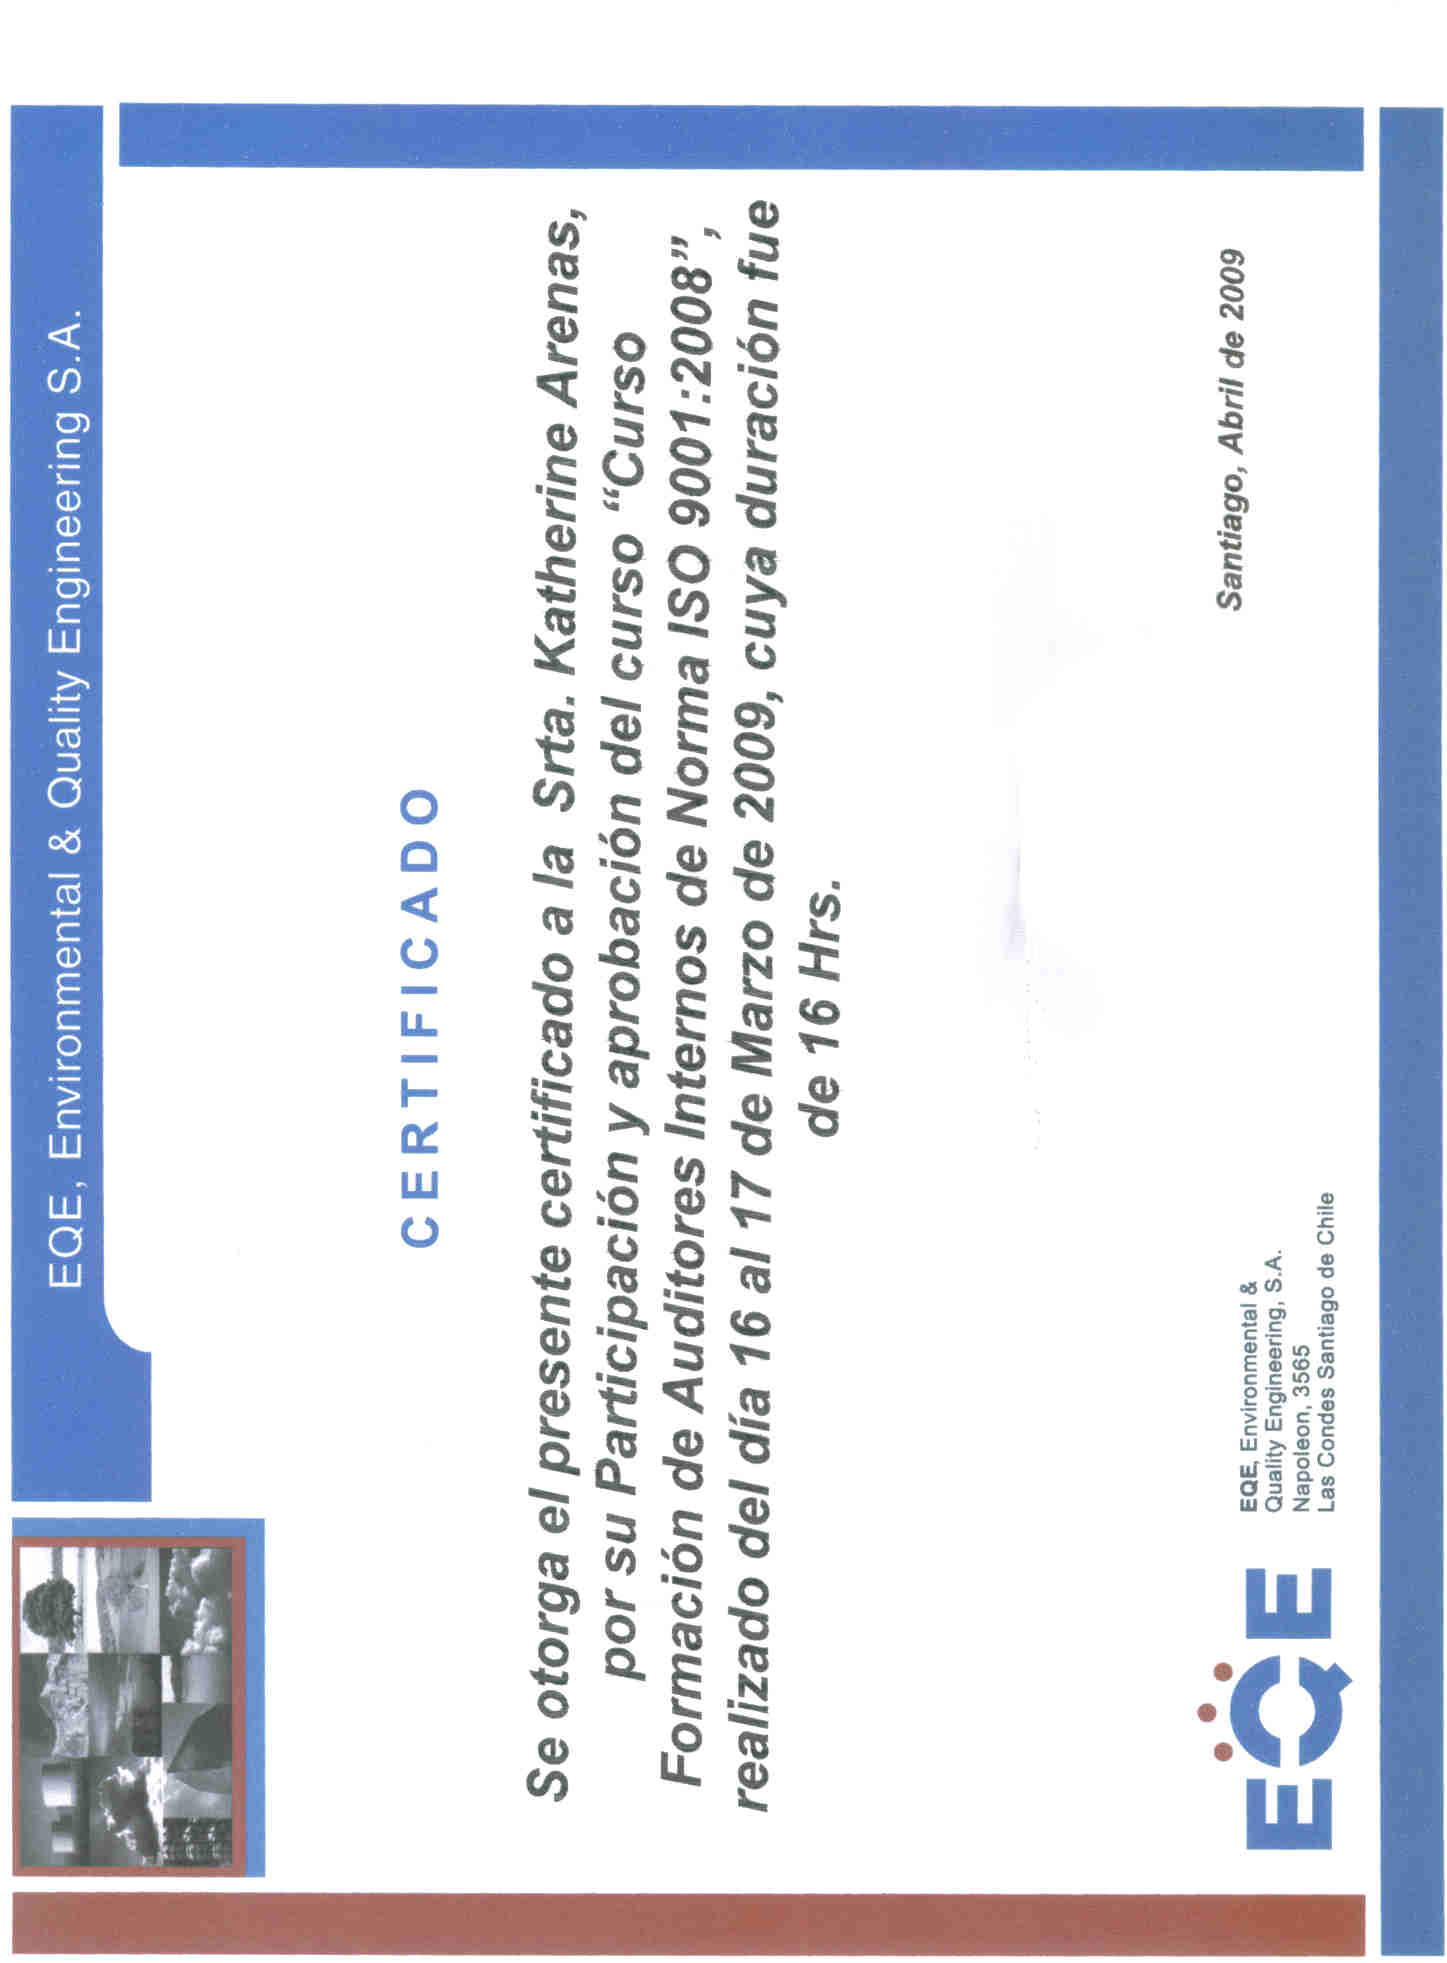 EQE, Environmental & Quality Engineering S.A.
CERTIFICADO
Se otorga el presente certificado a la Srta. Katherine Arenas,
por su Participación y aprobación del curso “Curso
Formación de Auditores Internos de Norma ISO 9001:2008”,
realizado del día 16 al 17 de Marzo de 2009, cuya duración fue
de 16 Hrs.
Santiago, Abril de 2009
EQE
EQE, Environmental &
Quality Engineering, S.A.
Napoleon, 3565
Las Condes Santiago de Chile